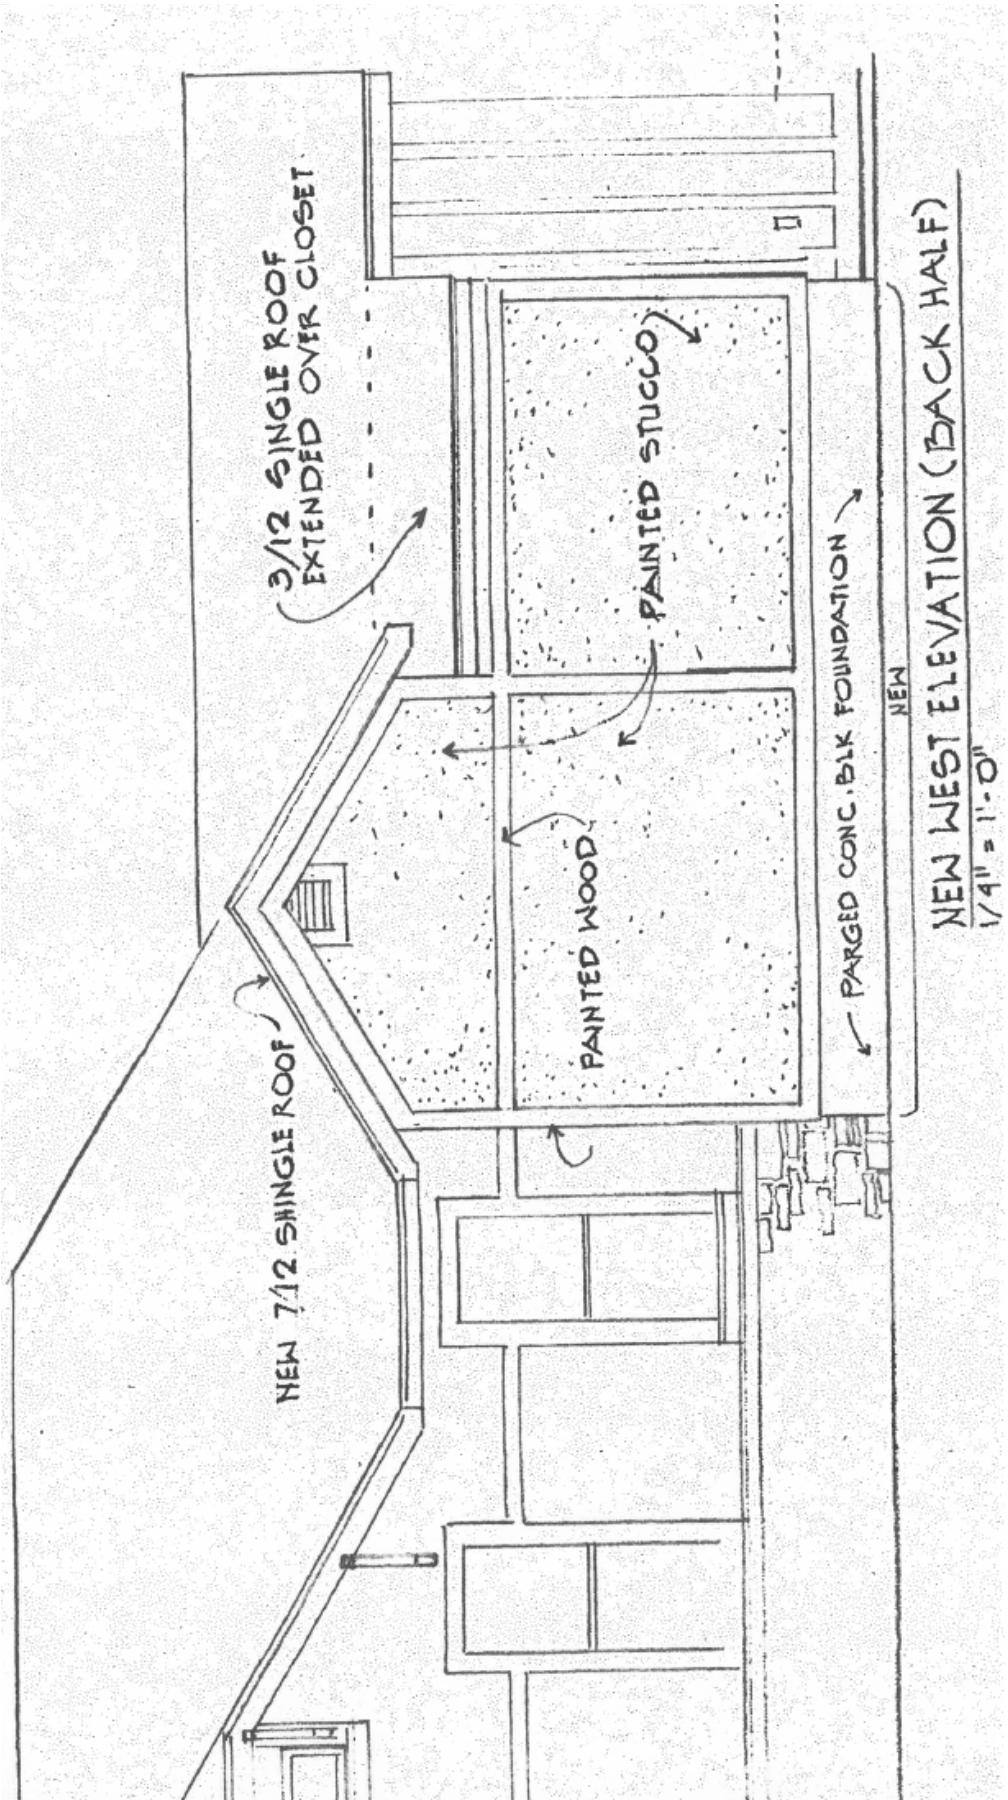 3/12 SINGLE ROOF
EXTENDED OVER CLOSET
NEW 7/12 SHINGLE ROOF
PAINTED STUCCO
PAINTED WOOD
PARGED CONC. BLK FOUNDATION
NEW
NEW WEST ELEVATION (BACK HALF)
1/4" = 1'-0"